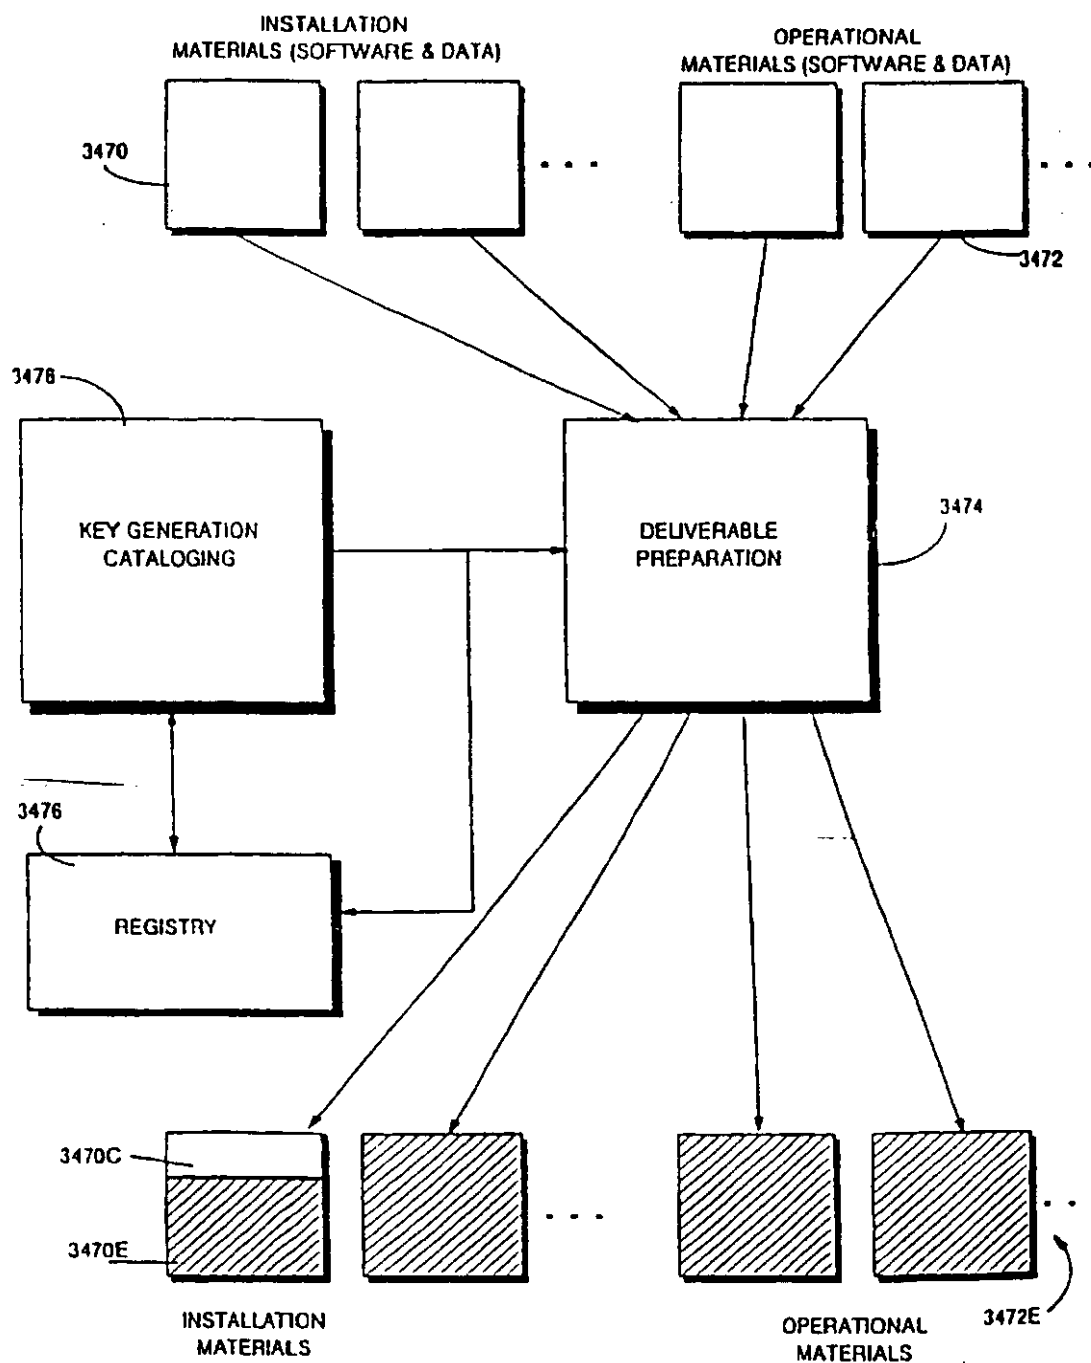 INSTALLATION
MATERIALS (SOFTWARE & DATA)
OPERATIONAL
MATERIALS (SOFTWARE & DATA)
3470
3472
3476
KEY GENERATION
CATALOGING
DELIVERABLE
PREPARATION
3474
3476
REGISTRY
3470C
3470E
3472E
INSTALLATION
MATERIALS
OPERATIONAL
MATERIALS